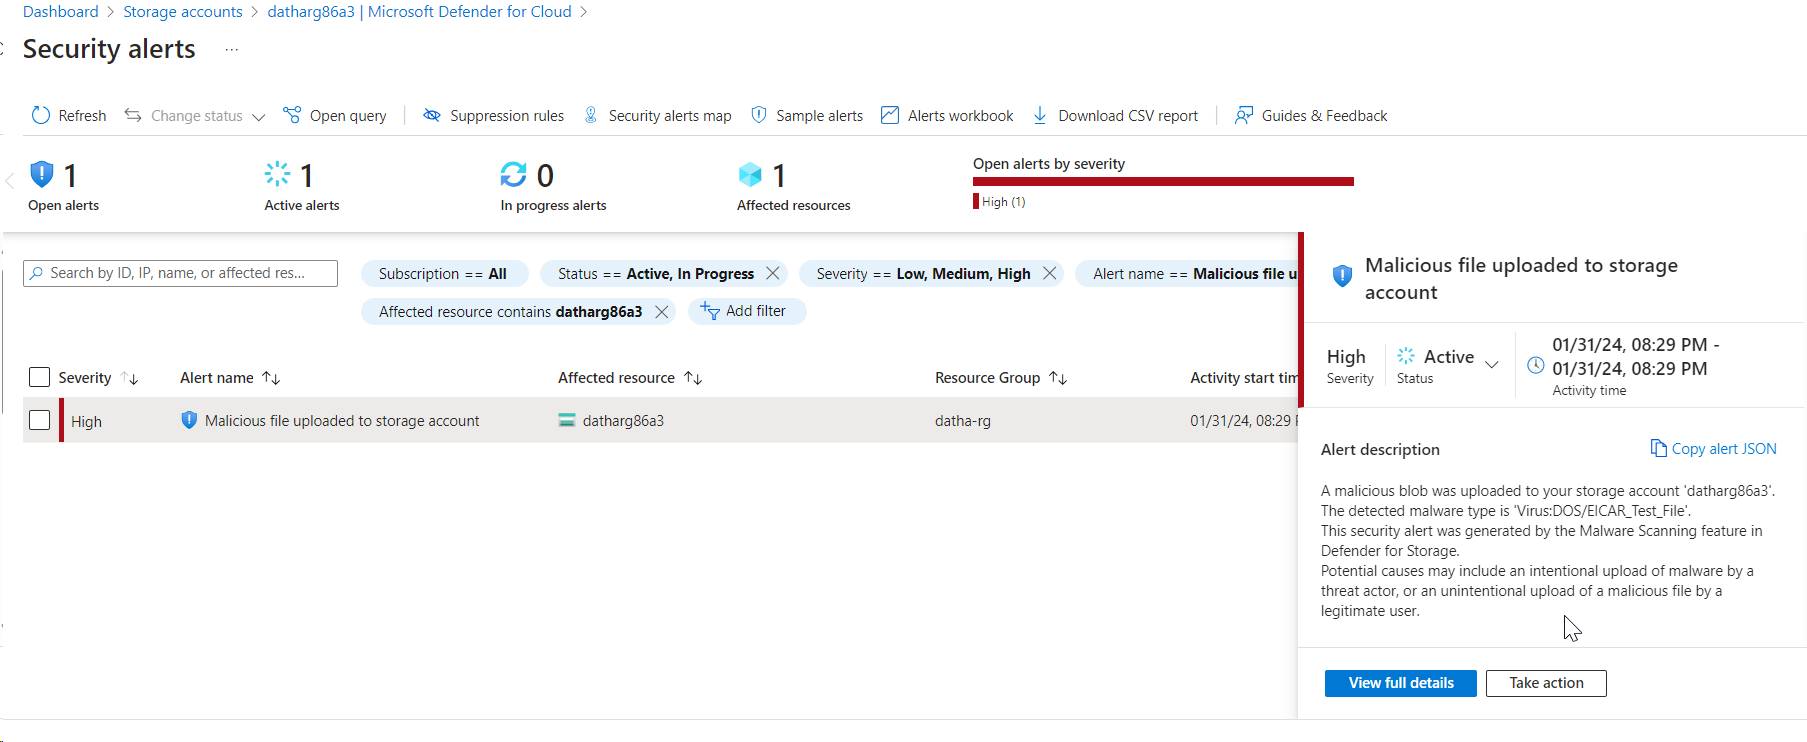 Dashboard > Storage accounts > datharg86a3 | Microsoft Defender for Cloud >
Security alerts ...
Refresh Change status Open query Suppression rules Security alerts map Sample alerts Alerts workbook Download CSV report Guides & Feedback
1 1 0 1
Open alerts Active alerts In progress alerts Affected resources
Open alerts by severity
High (1)
Search by ID, IP, name, or affected res...
Subscription == All Status == Active, In Progress Severity == Low, Medium, High Alert name == Malicious file u
Affected resource contains datharg86a3 Add filter
Severity Alert name Affected resource Resource Group Activity start tim
High Malicious file uploaded to storage account datharg86a3 datha-rg 01/31/24, 08:29
Malicious file uploaded to storage
account
High
Severity
Active
Status
01/31/24, 08:29 PM -
01/31/24, 08:29 PM
Activity time
Alert description Copy alert JSON
A malicious blob was uploaded to your storage account 'datharg86a3'.
The detected malware type is 'Virus:DOS/EICAR_Test_File'.
This security alert was generated by the Malware Scanning feature in
Defender for Storage.
Potential causes may include an intentional upload of malware by a
threat actor, or an unintentional upload of a malicious file by a
legitimate user.
View full details Take action